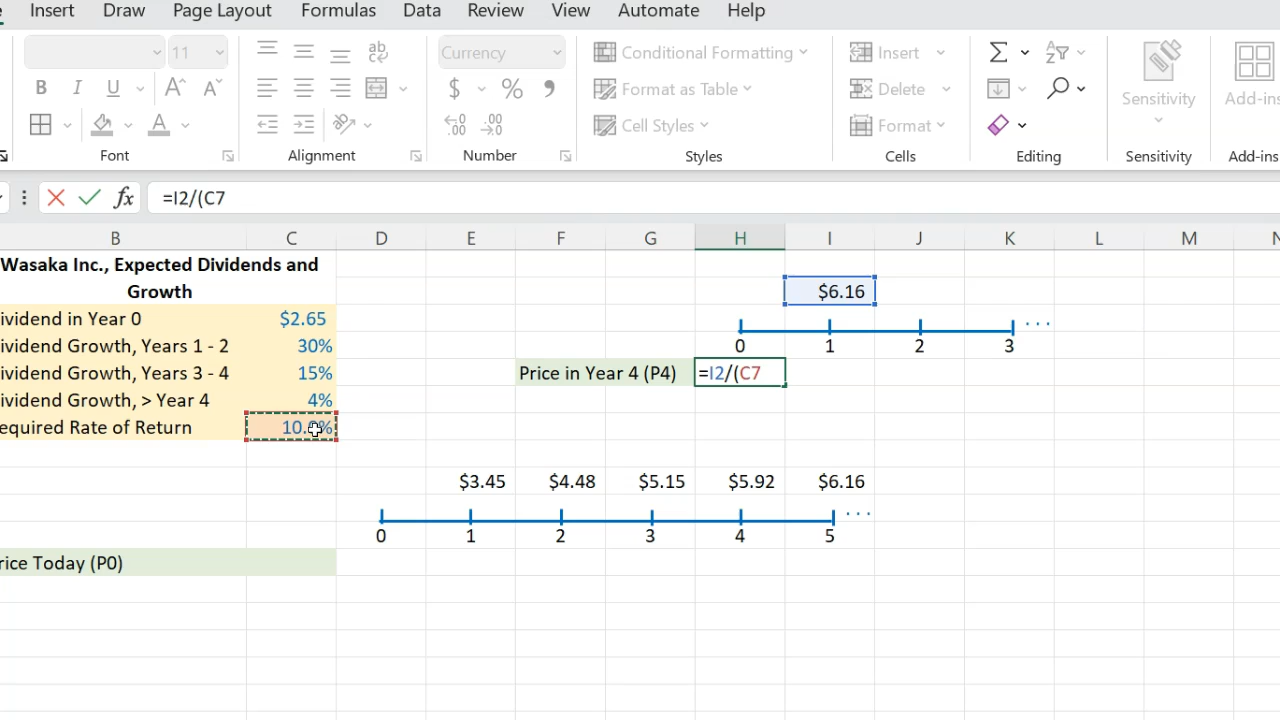 Insert Draw Page Layout Formulas Data Review View Automate Help
11 ab Currency Conditional Formatting Insert
B I U A A $ % Format as Table Delete Sensitivity Add-ins
A .00 .00 Cell Styles Format
Font Alignment Number Styles Cells Editing Sensitivity Add-ins
fx =I2/(C7
B C D E F G H I J K L M N
Wasaka Inc., Expected Dividends and
Growth $6.16
ividend in Year 0 $2.65
ividend Growth, Years 1 - 2 30% 0 1 2 3
ividend Growth, Years 3 - 4 15% Price in Year 4 (P4) =I2/(C7
ividend Growth, > Year 4 4%
equired Rate of Return
$3.45 $4.48 $5.15 $5.92 $6.16
0 1 2 3 4 5
rice Today (P0)